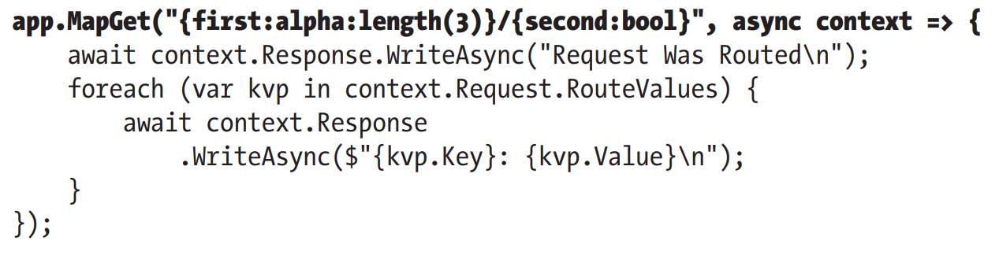 app.MapGet("{first:alpha:length(3)}/{second:bool}", async context => {
    await context.Response.WriteAsync("Request Was Routed\n");
    foreach (var kvp in context.Request.RouteValues) {
        await context.Response
            .WriteAsync($"{kvp.Key}: {kvp.Value}\n");
    }
});